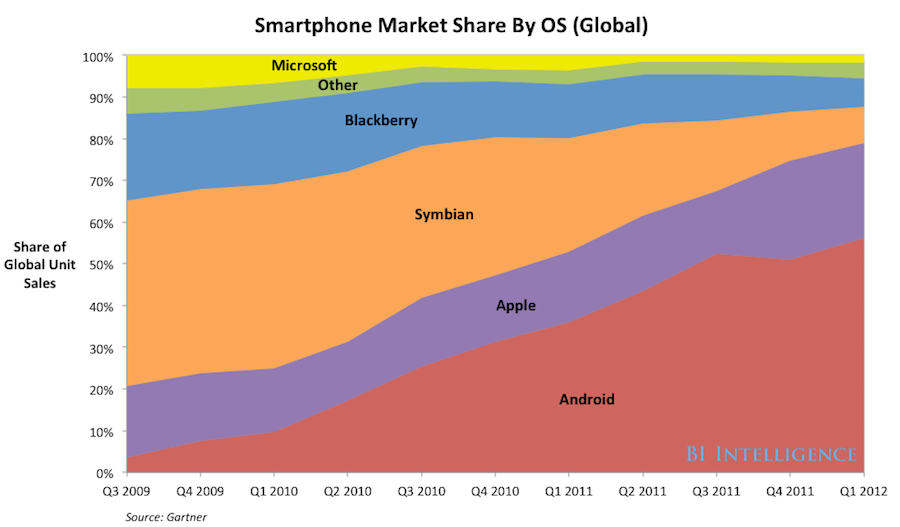 Smartphone Market Share By OS (Global)
100%
90%
80%
70%
60%
50%
40%
30%
20%
10%
0%
Share of
Global Unit
Sales
Microsoft
Other
Blackberry
Symbian
Apple
Android
BI INTELLIGENCE
Q3 2009 Q4 2009 Q1 2010 Q2 2010 Q3 2010 Q4 2010 Q1 2011 Q2 2011 Q3 2011 Q4 2011 Q1 2012
Source: Gartner